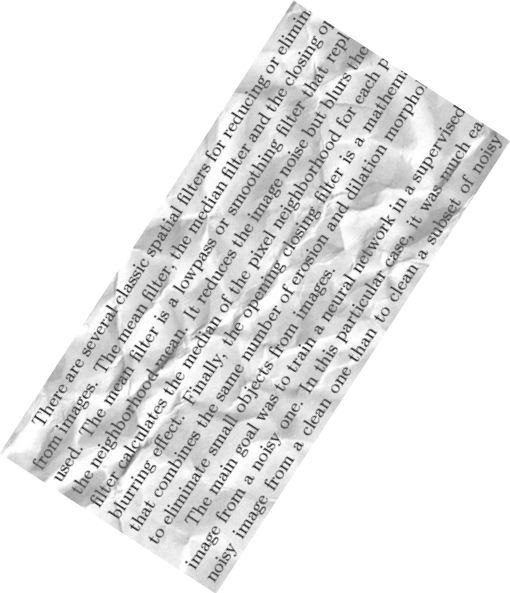 There are several classic spatial filters for reducing or elimin
from images. The mean filter, the median filter and the closing o
used. The mean filter is a lowpass or smoothing filter that repl
the neighborhood mean. It reduces the image noise but blurs the
filter calculates the median of the pixel neighborhood for each p
blurring effect. Finally, the opening closing filter is a mathema
that combines the same number of erosion and dilation morpho
to eliminate small objects from images.
The main goal was to train a neural network in a supervised
image from a noisy one. In this particular case, it was much ea
noisy image from a clean one than to clean a subset of noisy